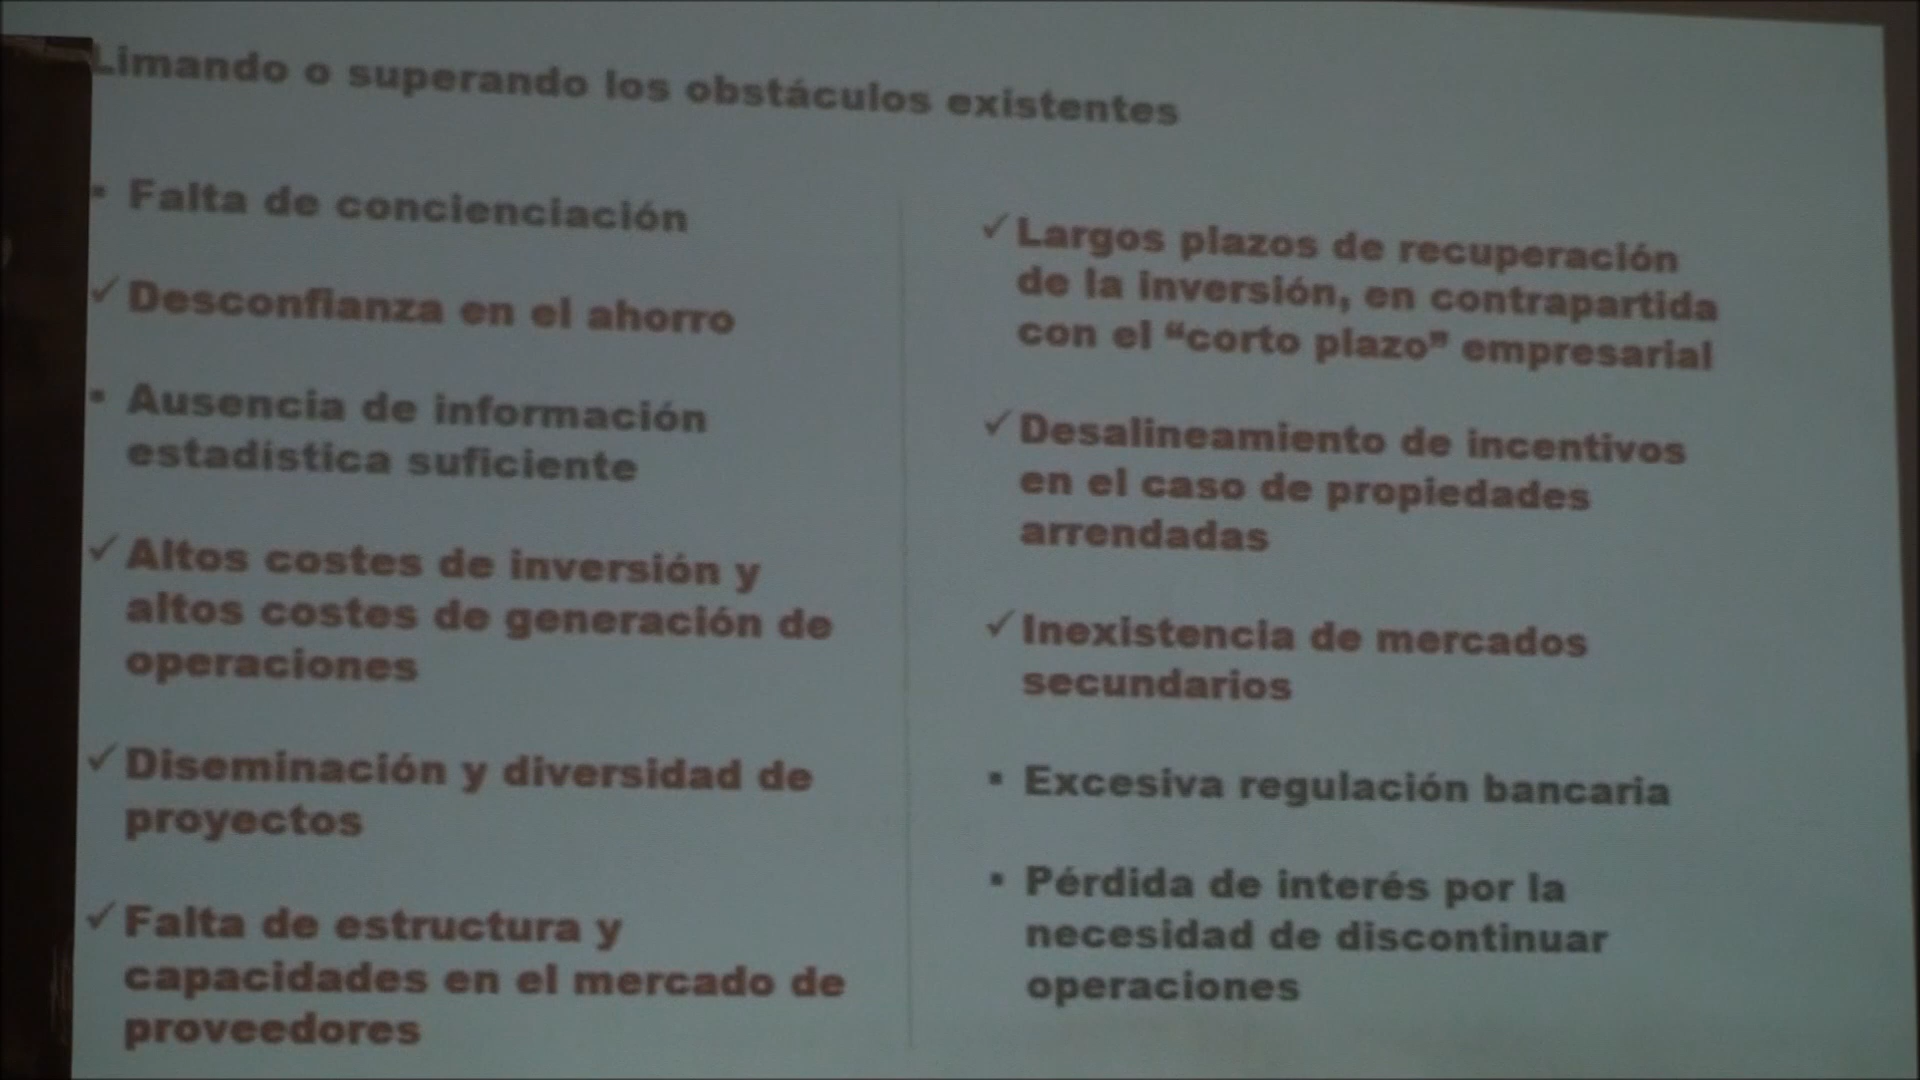 Limando o superando los obstáculos existentes
▪ Falta de concienciación
✓ Desconfianza en el ahorro
▪ Ausencia de información
estadística suficiente
✓ Altos costes de inversión y
altos costes de generación de
operaciones
✓ Diseminación y diversidad de
proyectos
✓ Falta de estructura y
capacidades en el mercado de
proveedores
✓ Largos plazos de recuperación
de la inversión, en contrapartida
con el “corto plazo” empresarial
✓ Desalineamiento de incentivos
en el caso de propiedades
arrendadas
✓ Inexistencia de mercados
secundarios
▪ Excesiva regulación bancaria
▪ Pérdida de interés por la
necesidad de discontinuar
operaciones